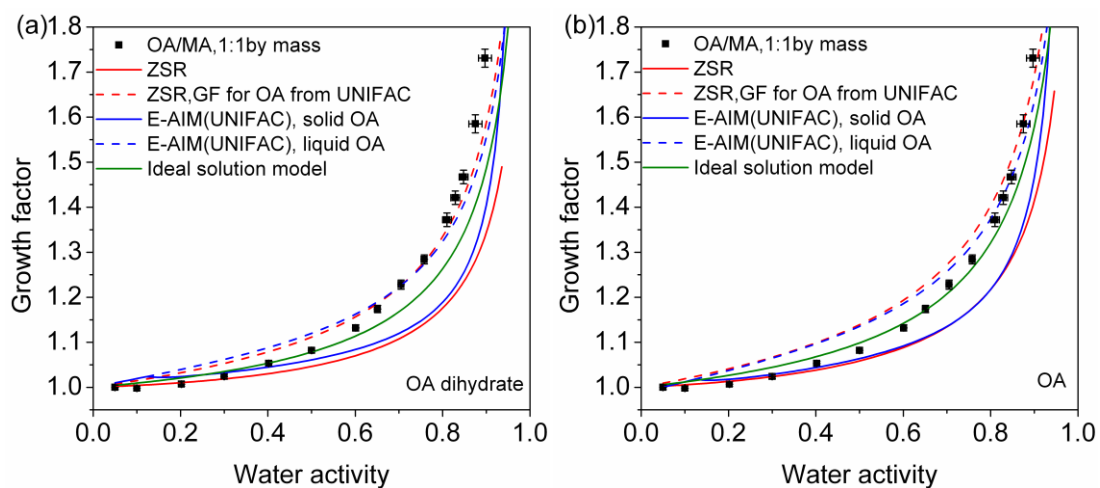 (a)
1.8
1.7
1.6
1.5
1.4
1.3
1.2
1.1
1.0
Growth factor
OA/MA,1:1by mass
ZSR
ZSR,GF for OA from UNIFAC
E-AIM(UNIFAC), solid OA
E-AIM(UNIFAC), liquid OA
Ideal solution model
OA dihydrate
0.0 0.2 0.4 0.6 0.8 1.0
Water activity
(b)
1.8
1.7
1.6
1.5
1.4
1.3
1.2
1.1
1.0
Growth factor
OA/MA,1:1by mass
ZSR
ZSR,GF for OA from UNIFAC
E-AIM(UNIFAC), solid OA
E-AIM(UNIFAC), liquid OA
Ideal solution model
OA
0.0 0.2 0.4 0.6 0.8 1.0
Water activity